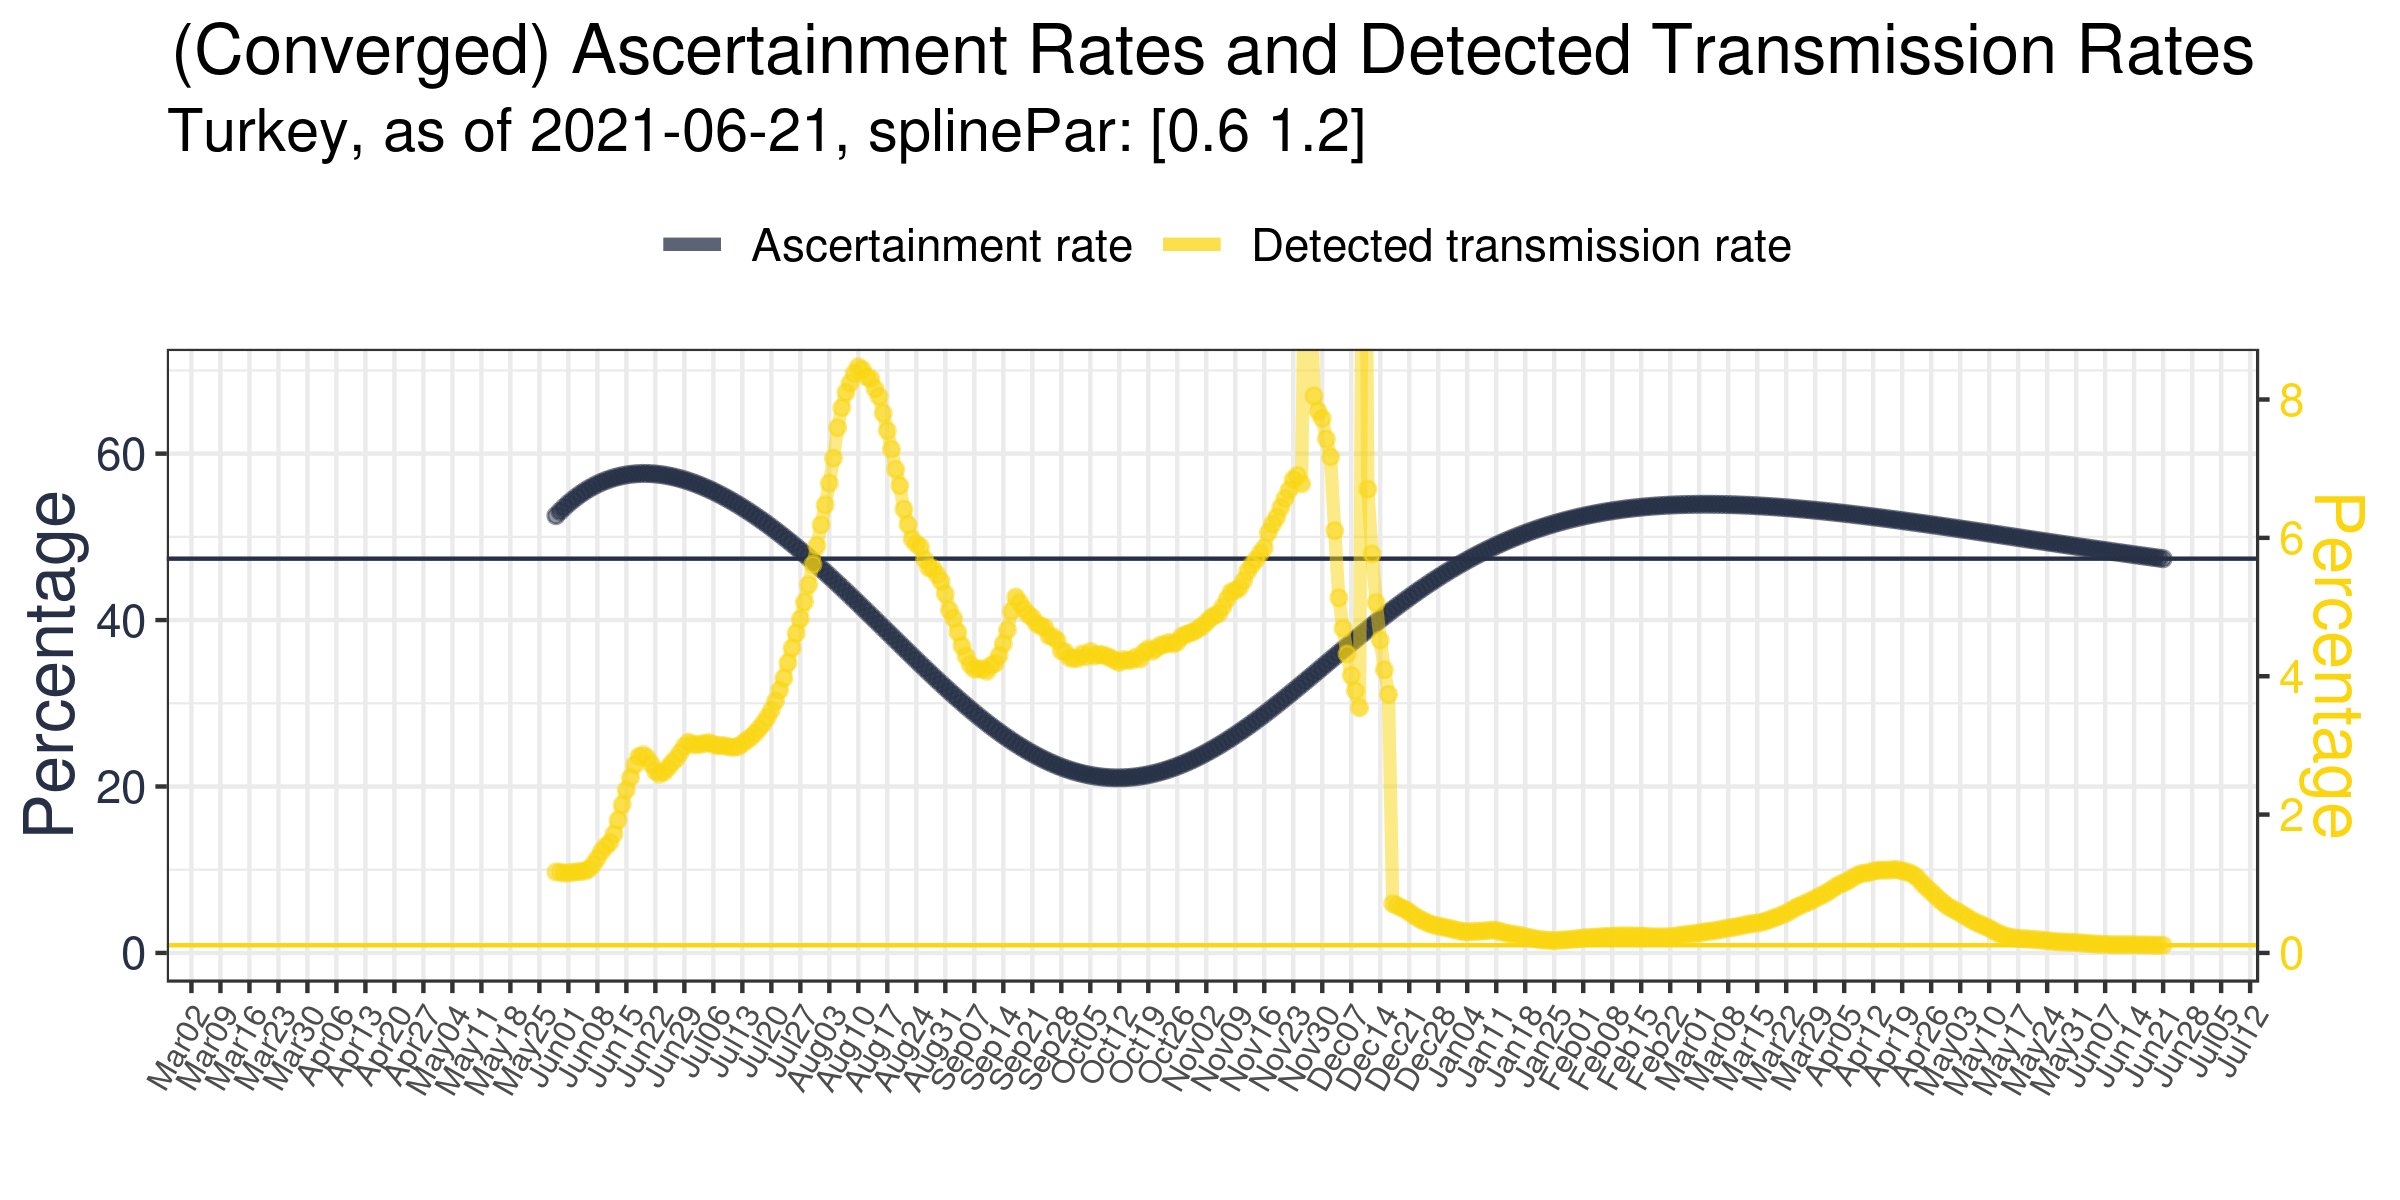 (Converged) Ascertainment Rates and Detected Transmission Rates
Turkey, as of 2021-06-21, splinePar: [0.6 1.2]
Ascertainment rate Detected transmission rate
Percentage
60
40
20
0
8
6
4
2
0
Percentage
Mar02 Mar09 Mar16 Mar23 Mar30 Apr06 Apr13 Apr20 Apr27 May04 May11 May18 May25 Jun01 Jun08 Jun15 Jun22 Jun29 Jul06 Jul13 Jul20 Jul27 Aug03 Aug10 Aug17 Aug24 Aug31 Sep07 Sep14 Sep21 Sep28 Oct05 Oct12 Oct19 Oct26 Nov02 Nov09 Nov16 Nov23 Nov30 Dec07 Dec14 Dec21 Dec28 Jan04 Jan11 Jan18 Jan25 Feb01 Feb08 Feb15 Feb22 Mar01 Mar08 Mar15 Mar22 Mar29 Apr05 Apr12 Apr19 Apr26 May03 May10 May17 May24 May31 Jun07 Jun14 Jun21 Jun28 Jul05 Jul12